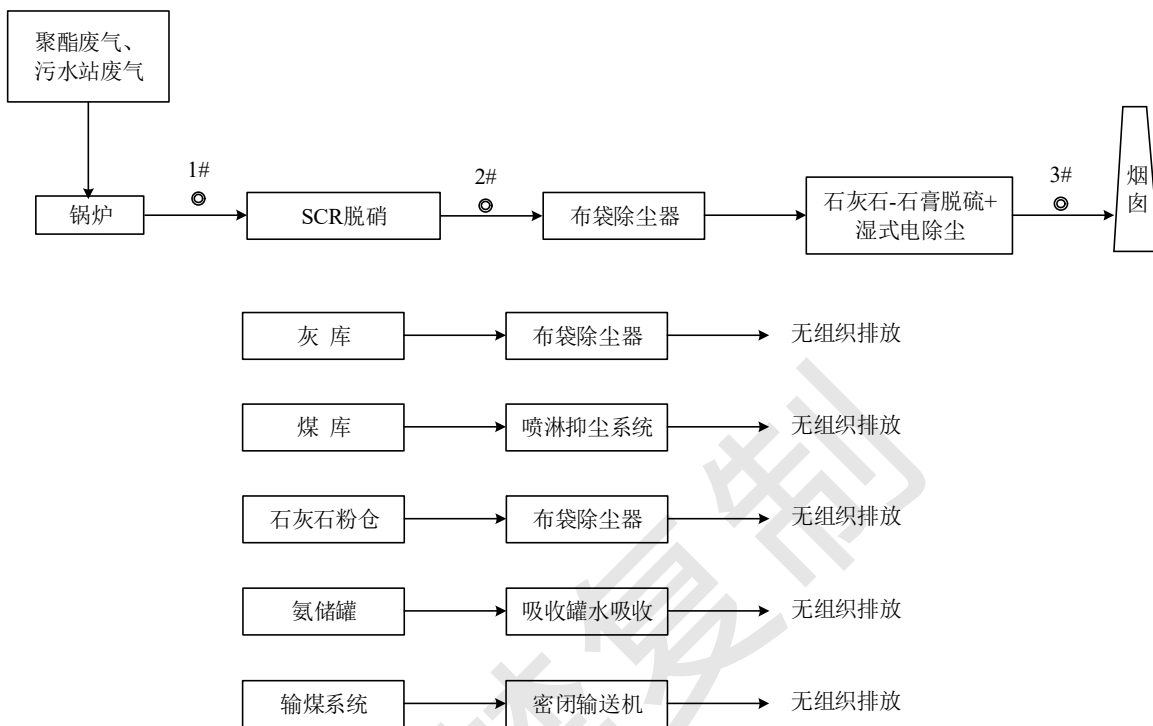 聚酯废气、
污水站废气
1#
2#
3#
锅炉
SCR脱硝
布袋除尘器
石灰石-石膏脱硫+
湿式电除尘
烟
囱
灰 库
布袋除尘器
无组织排放
煤 库
喷淋抑尘系统
无组织排放
石灰石粉仓
布袋除尘器
无组织排放
氨储罐
吸收罐水吸收
无组织排放
输煤系统
密闭输送机
无组织排放
复制